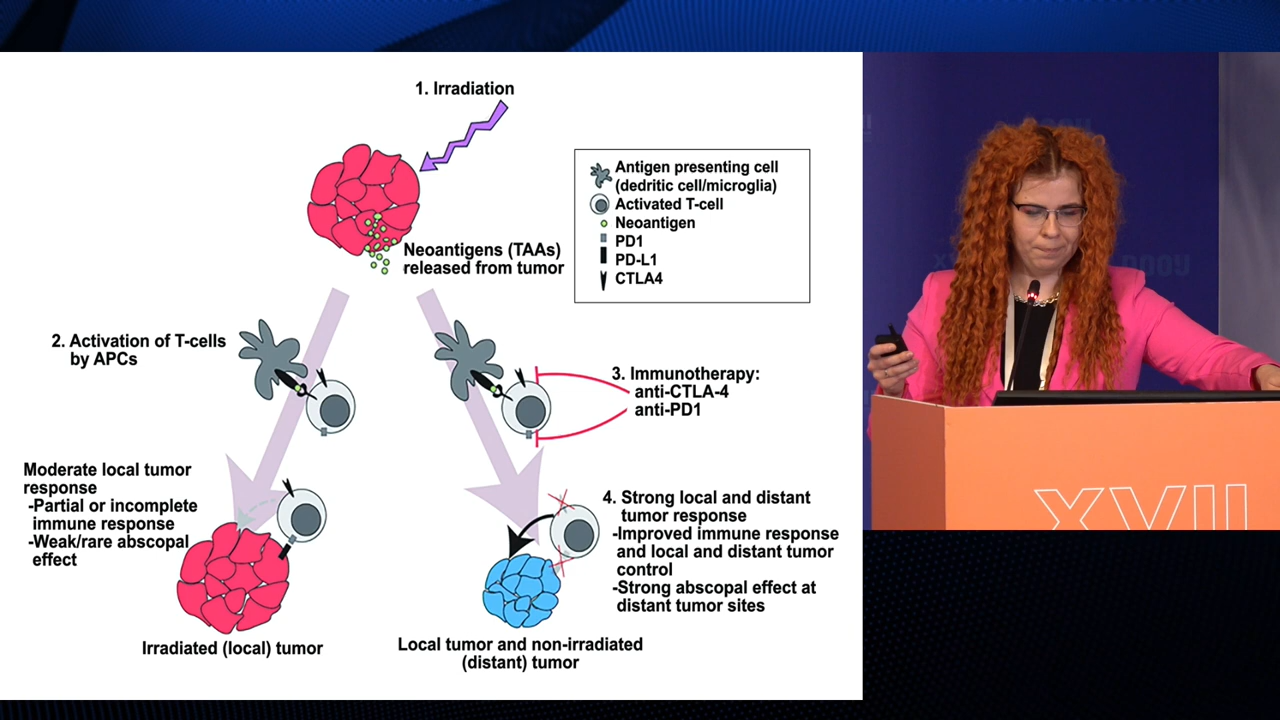 1. Irradiation
Antigen presenting cell
(dedritic cell/microglia)
Activated T-cell
Neoantigen
PD1
PD-L1
CTLA4
Neoantigens (TAAs)
released from tumor
2. Activation of T-cells
by APCs
3. Immunotherapy:
anti-CTLA-4
anti-PD1
Moderate local tumor
response
-Partial or incomplete
immune response
-Weak/rare abscopal
effect
4. Strong local and distant
tumor response
-Improved immune response
and local and distant tumor
control
-Strong abscopal effect at
distant tumor sites
Irradiated (local) tumor
Local tumor and non-irradiated
(distant) tumor
XVII